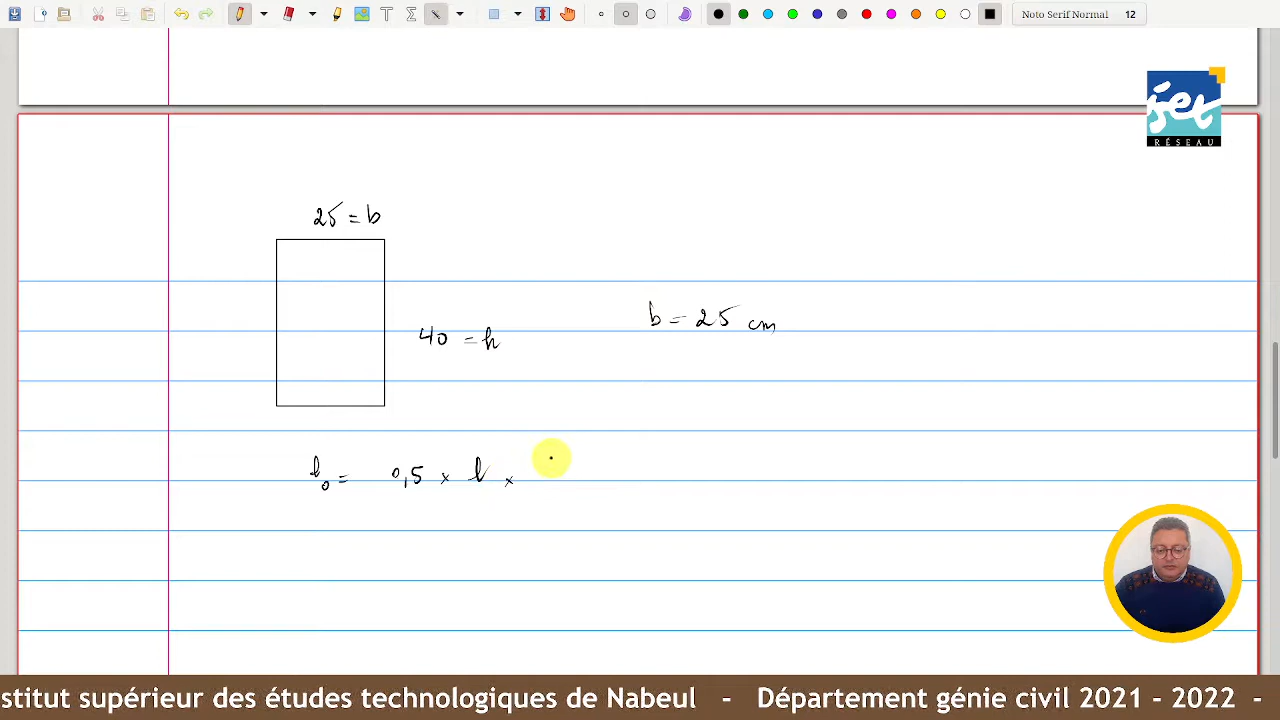 Noto Serif Normal 12
iset
RÉSEAU
25 = b
40 = h
b = 25 cm
l₀ = 0,5 × l ×
stitut supérieur des études technologiques de Nabeul - Département génie civil 2021 - 2022 -